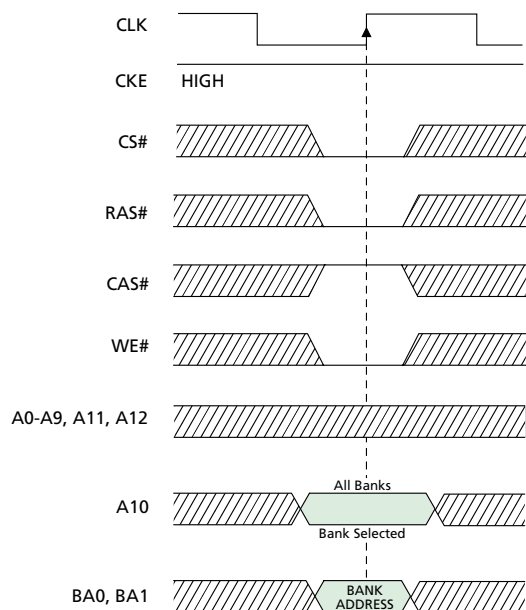 CLK
CKE HIGH
CS#
RAS#
CAS#
WE#
A0-A9, A11, A12
All Banks
A10
Bank Selected
BA0, BA1
BANK
ADDRESS